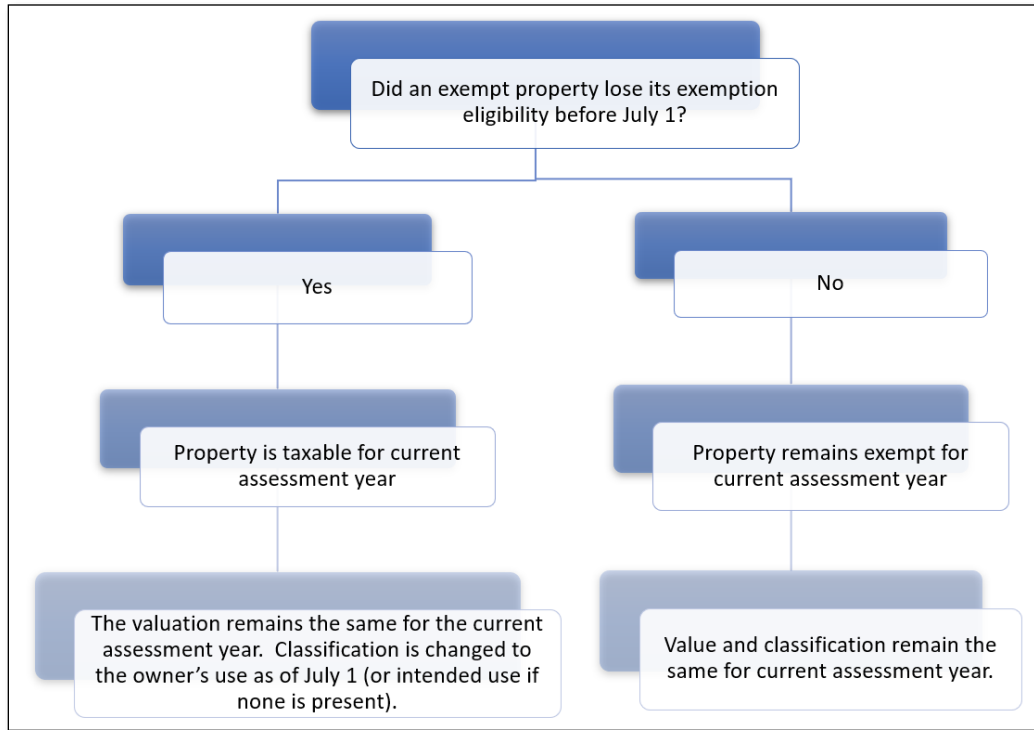 Did an exempt property lose its exemption
eligibility before July 1?
Yes
No
Property is taxable for current
assessment year
Property remains exempt for
current assessment year
The valuation remains the same for the current
assessment year.  Classification is changed to
the owner’s use as of July 1 (or intended use if
none is present).
Value and classification remain the
same for current assessment year.